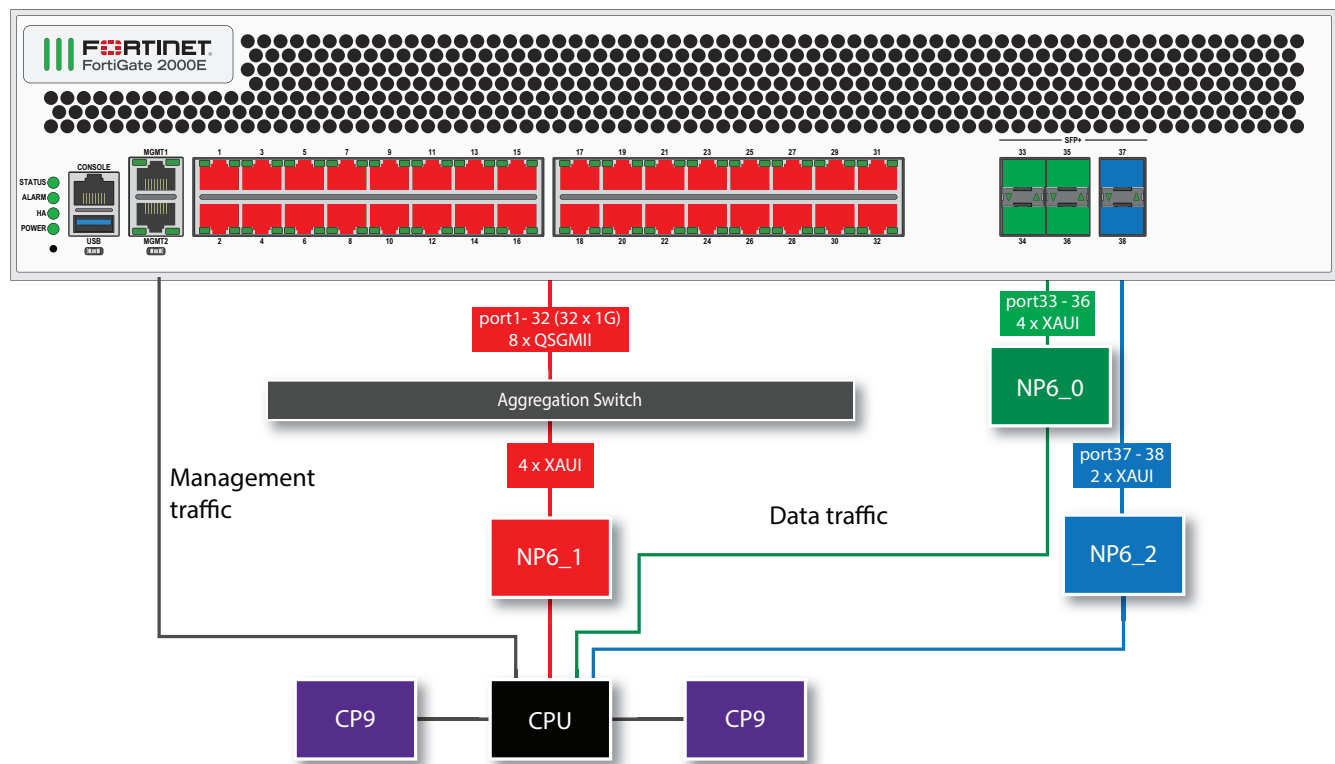 FORTINET
FortiGate 2000E
STATUS
ALARM
HA
POWER
CONSOLE
USB
MGMT1
MGMT2
1 3 5 7 9 11 13 15
2 4 6 8 10 12 14 16
17 19 21 23 25 27 29 31
18 20 22 24 26 28 30 32
SFP+
33 35 37
34 36 38
port1- 32 (32 x 1G)
8 x QSGMII
port33 - 36
4 x XAUI
Aggregation Switch
NP6_0
4 x XAUI
port37 - 38
2 x XAUI
Management
traffic
Data traffic
NP6_1
NP6_2
CP9
CPU
CP9